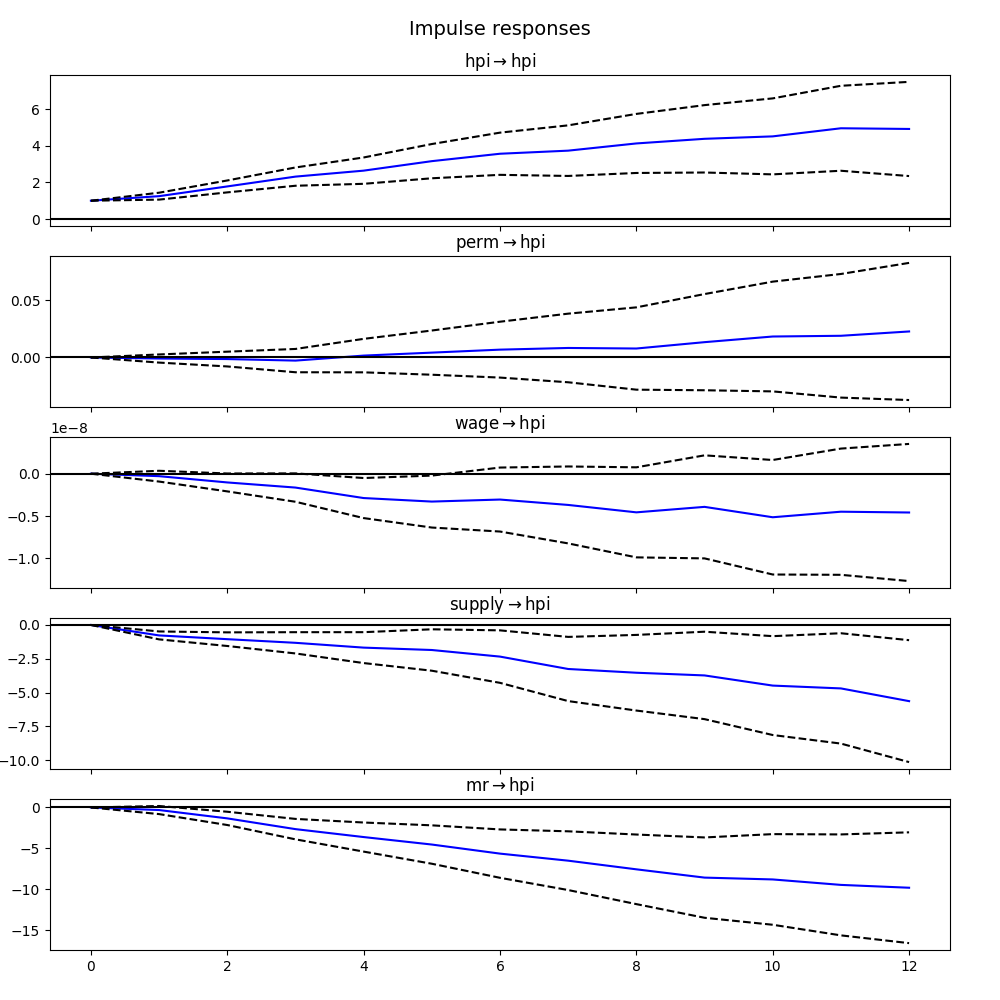 Impulse responses
hpi → hpi
6
4
2
0
perm → hpi
0.05
0.00
1e−8
wage → hpi
0.0
−0.5
−1.0
supply → hpi
0.0
−2.5
−5.0
−7.5
−10.0
mr → hpi
0
−5
−10
−15
0 2 4 6 8 10 12